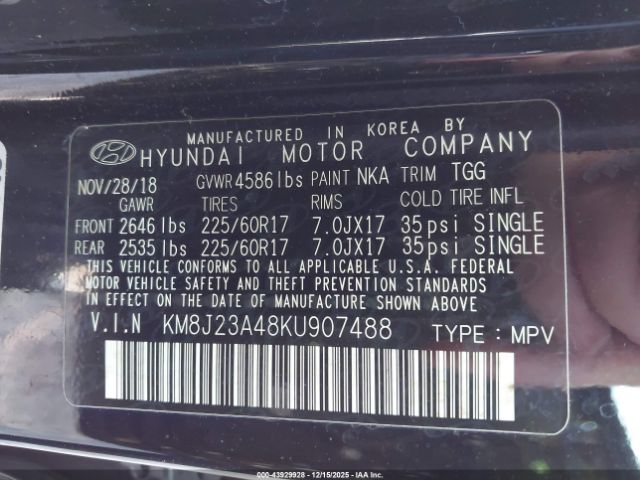 MANUFACTURED IN KOREA BY
HYUNDAI MOTOR COMPANY
NOV/28/18 GVWR 4586 lbs PAINT NKA TRIM TGG
GAWR TIRES RIMS COLD TIRE INFL
FRONT 2646 lbs 225/60R17 7.0JX17 35psi SINGLE
REAR 2535 lbs 225/60R17 7.0JX17 35psi SINGLE
THIS VEHICLE CONFORMS TO ALL APPLICABLE U.S.A. FEDERAL
MOTOR VEHICLE SAFETY AND THEFT PREVENTION STANDARDS
IN EFFECT ON THE DATE OF MANUFACTURE SHOWN ABOVE
V.I.N KM8J23A48KU907488 TYPE : MPV
000-43929928 - 12/15/2025 - COPART.COM